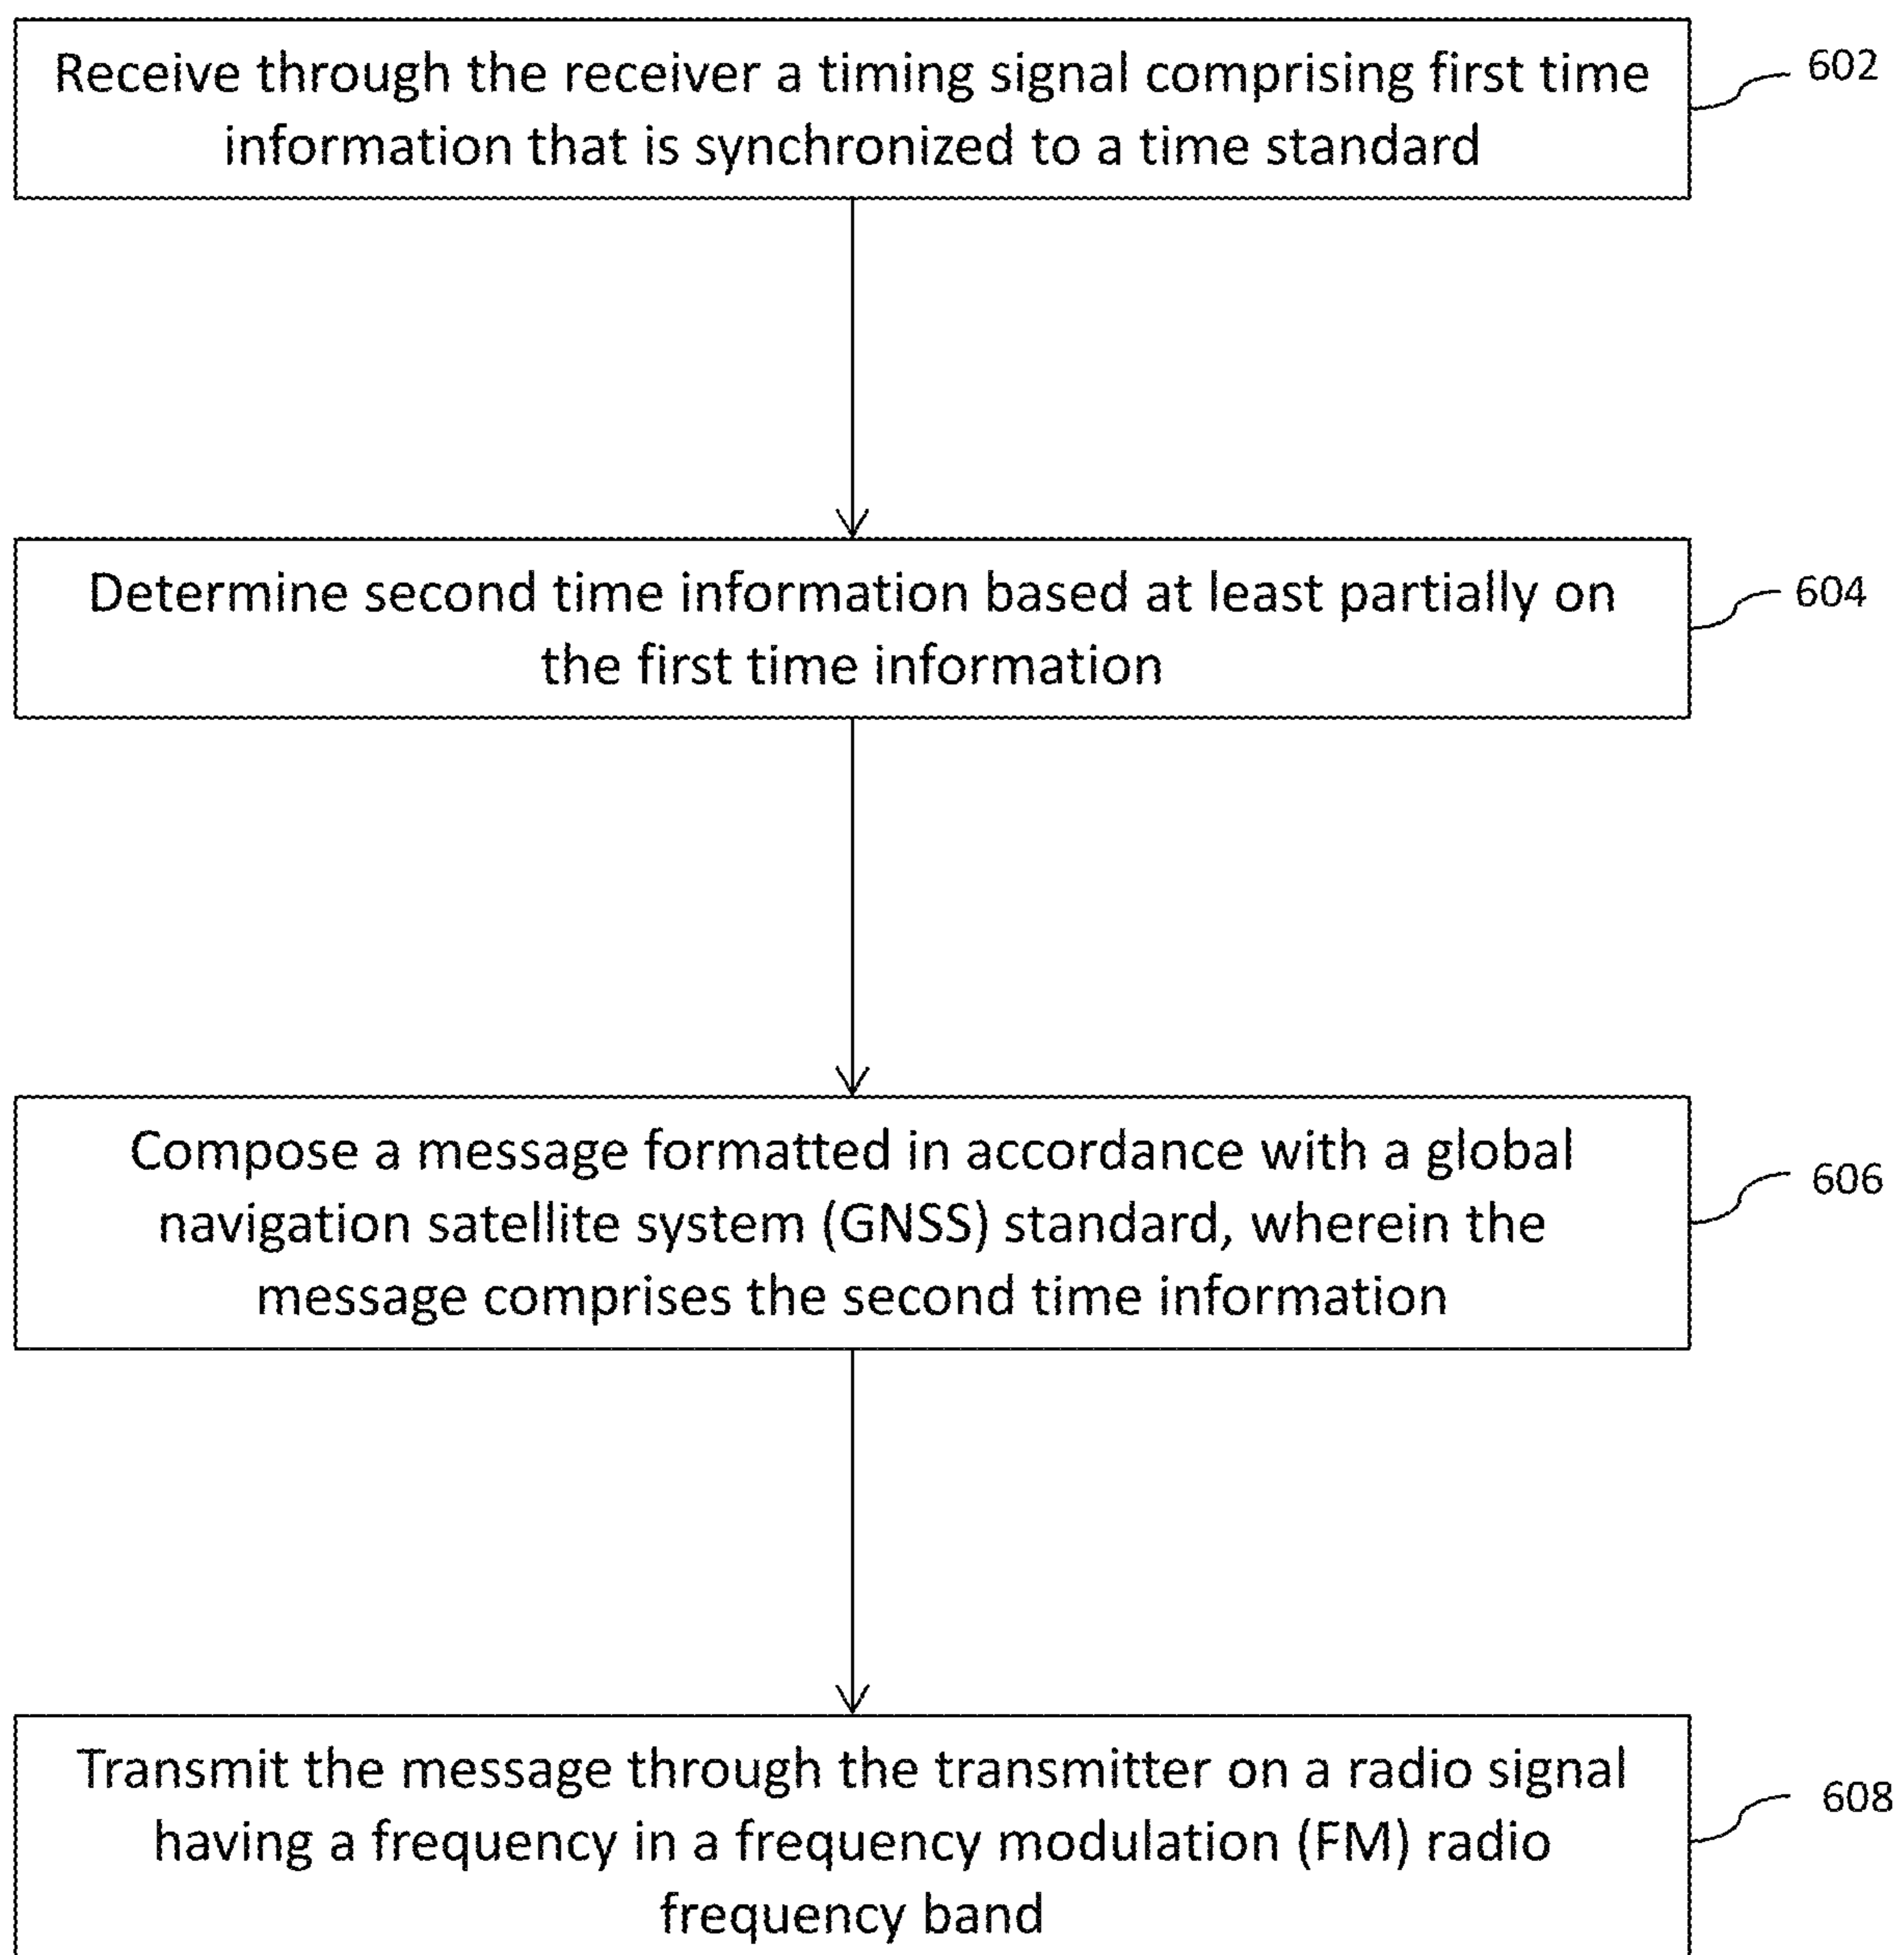 Receive through the receiver a timing signal comprising first time
information that is synchronized to a time standard
602
Determine second time information based at least partially on
the first time information
604
Compose a message formatted in accordance with a global
navigation satellite system (GNSS) standard, wherein the
message comprises the second time information
606
Transmit the message through the transmitter on a radio signal
having a frequency in a frequency modulation (FM) radio
frequency band
608